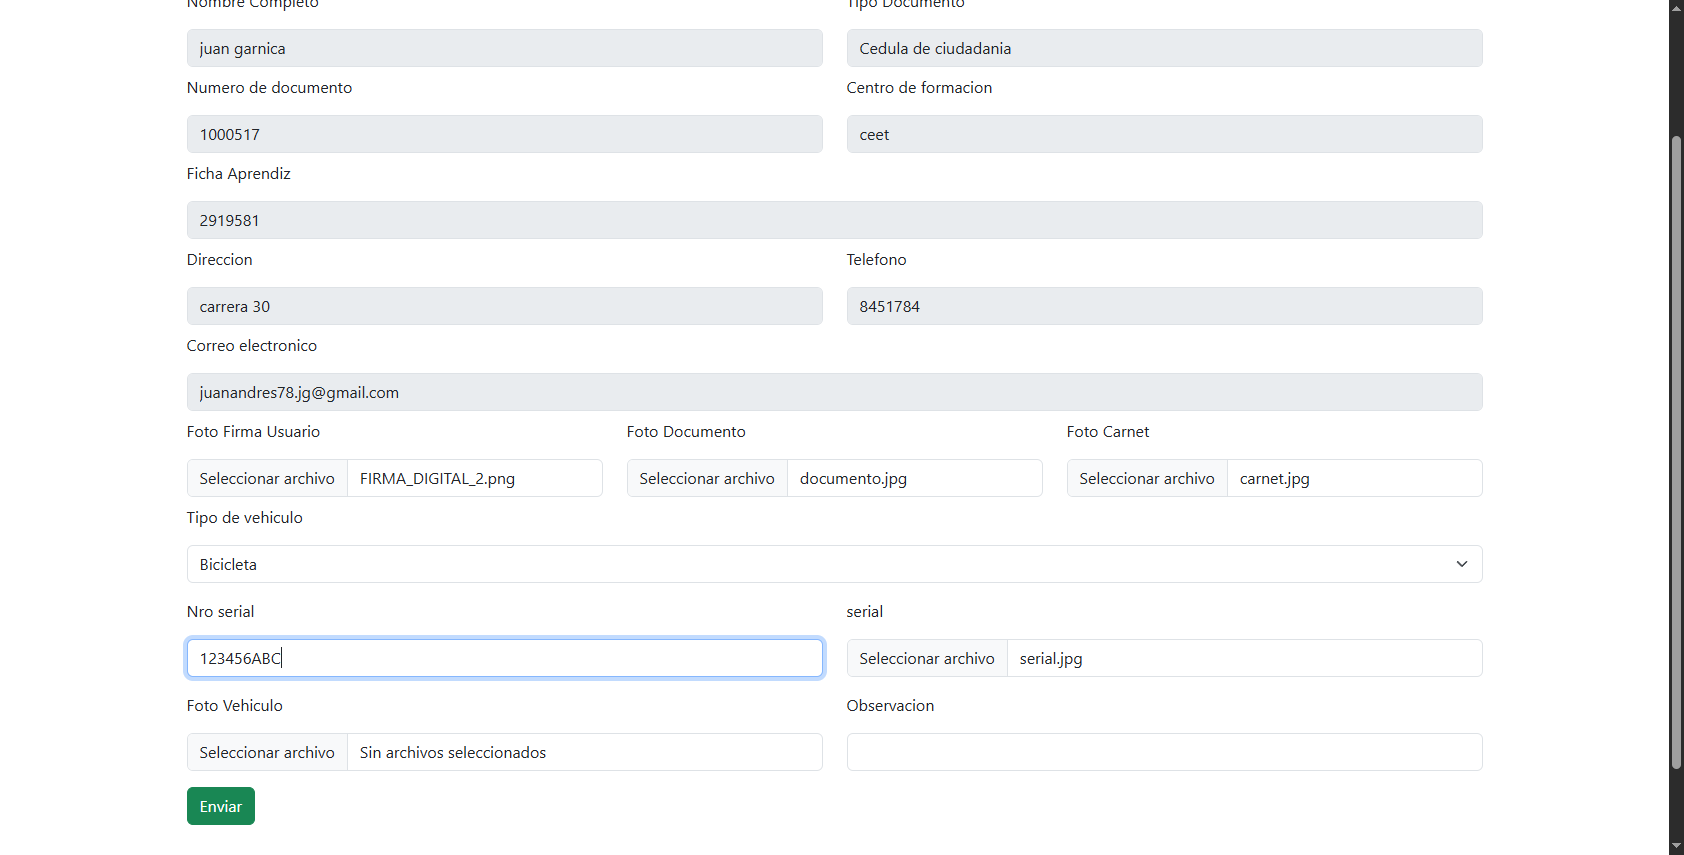 Nombre Completo
Tipo Documento
juan garnica
Cedula de ciudadania
Numero de documento
Centro de formacion
1000517
ceet
Ficha Aprendiz
2919581
Direccion
Telefono
carrera 30
8451784
Correo electronico
juanandres78.jg@gmail.com
Foto Firma Usuario
Foto Documento
Foto Carnet
Seleccionar archivo FIRMA_DIGITAL_2.png
Seleccionar archivo documento.jpg
Seleccionar archivo carnet.jpg
Tipo de vehiculo
Bicicleta
Nro serial
serial
123456ABC
Seleccionar archivo serial.jpg
Foto Vehiculo
Observacion
Seleccionar archivo Sin archivos seleccionados
Enviar